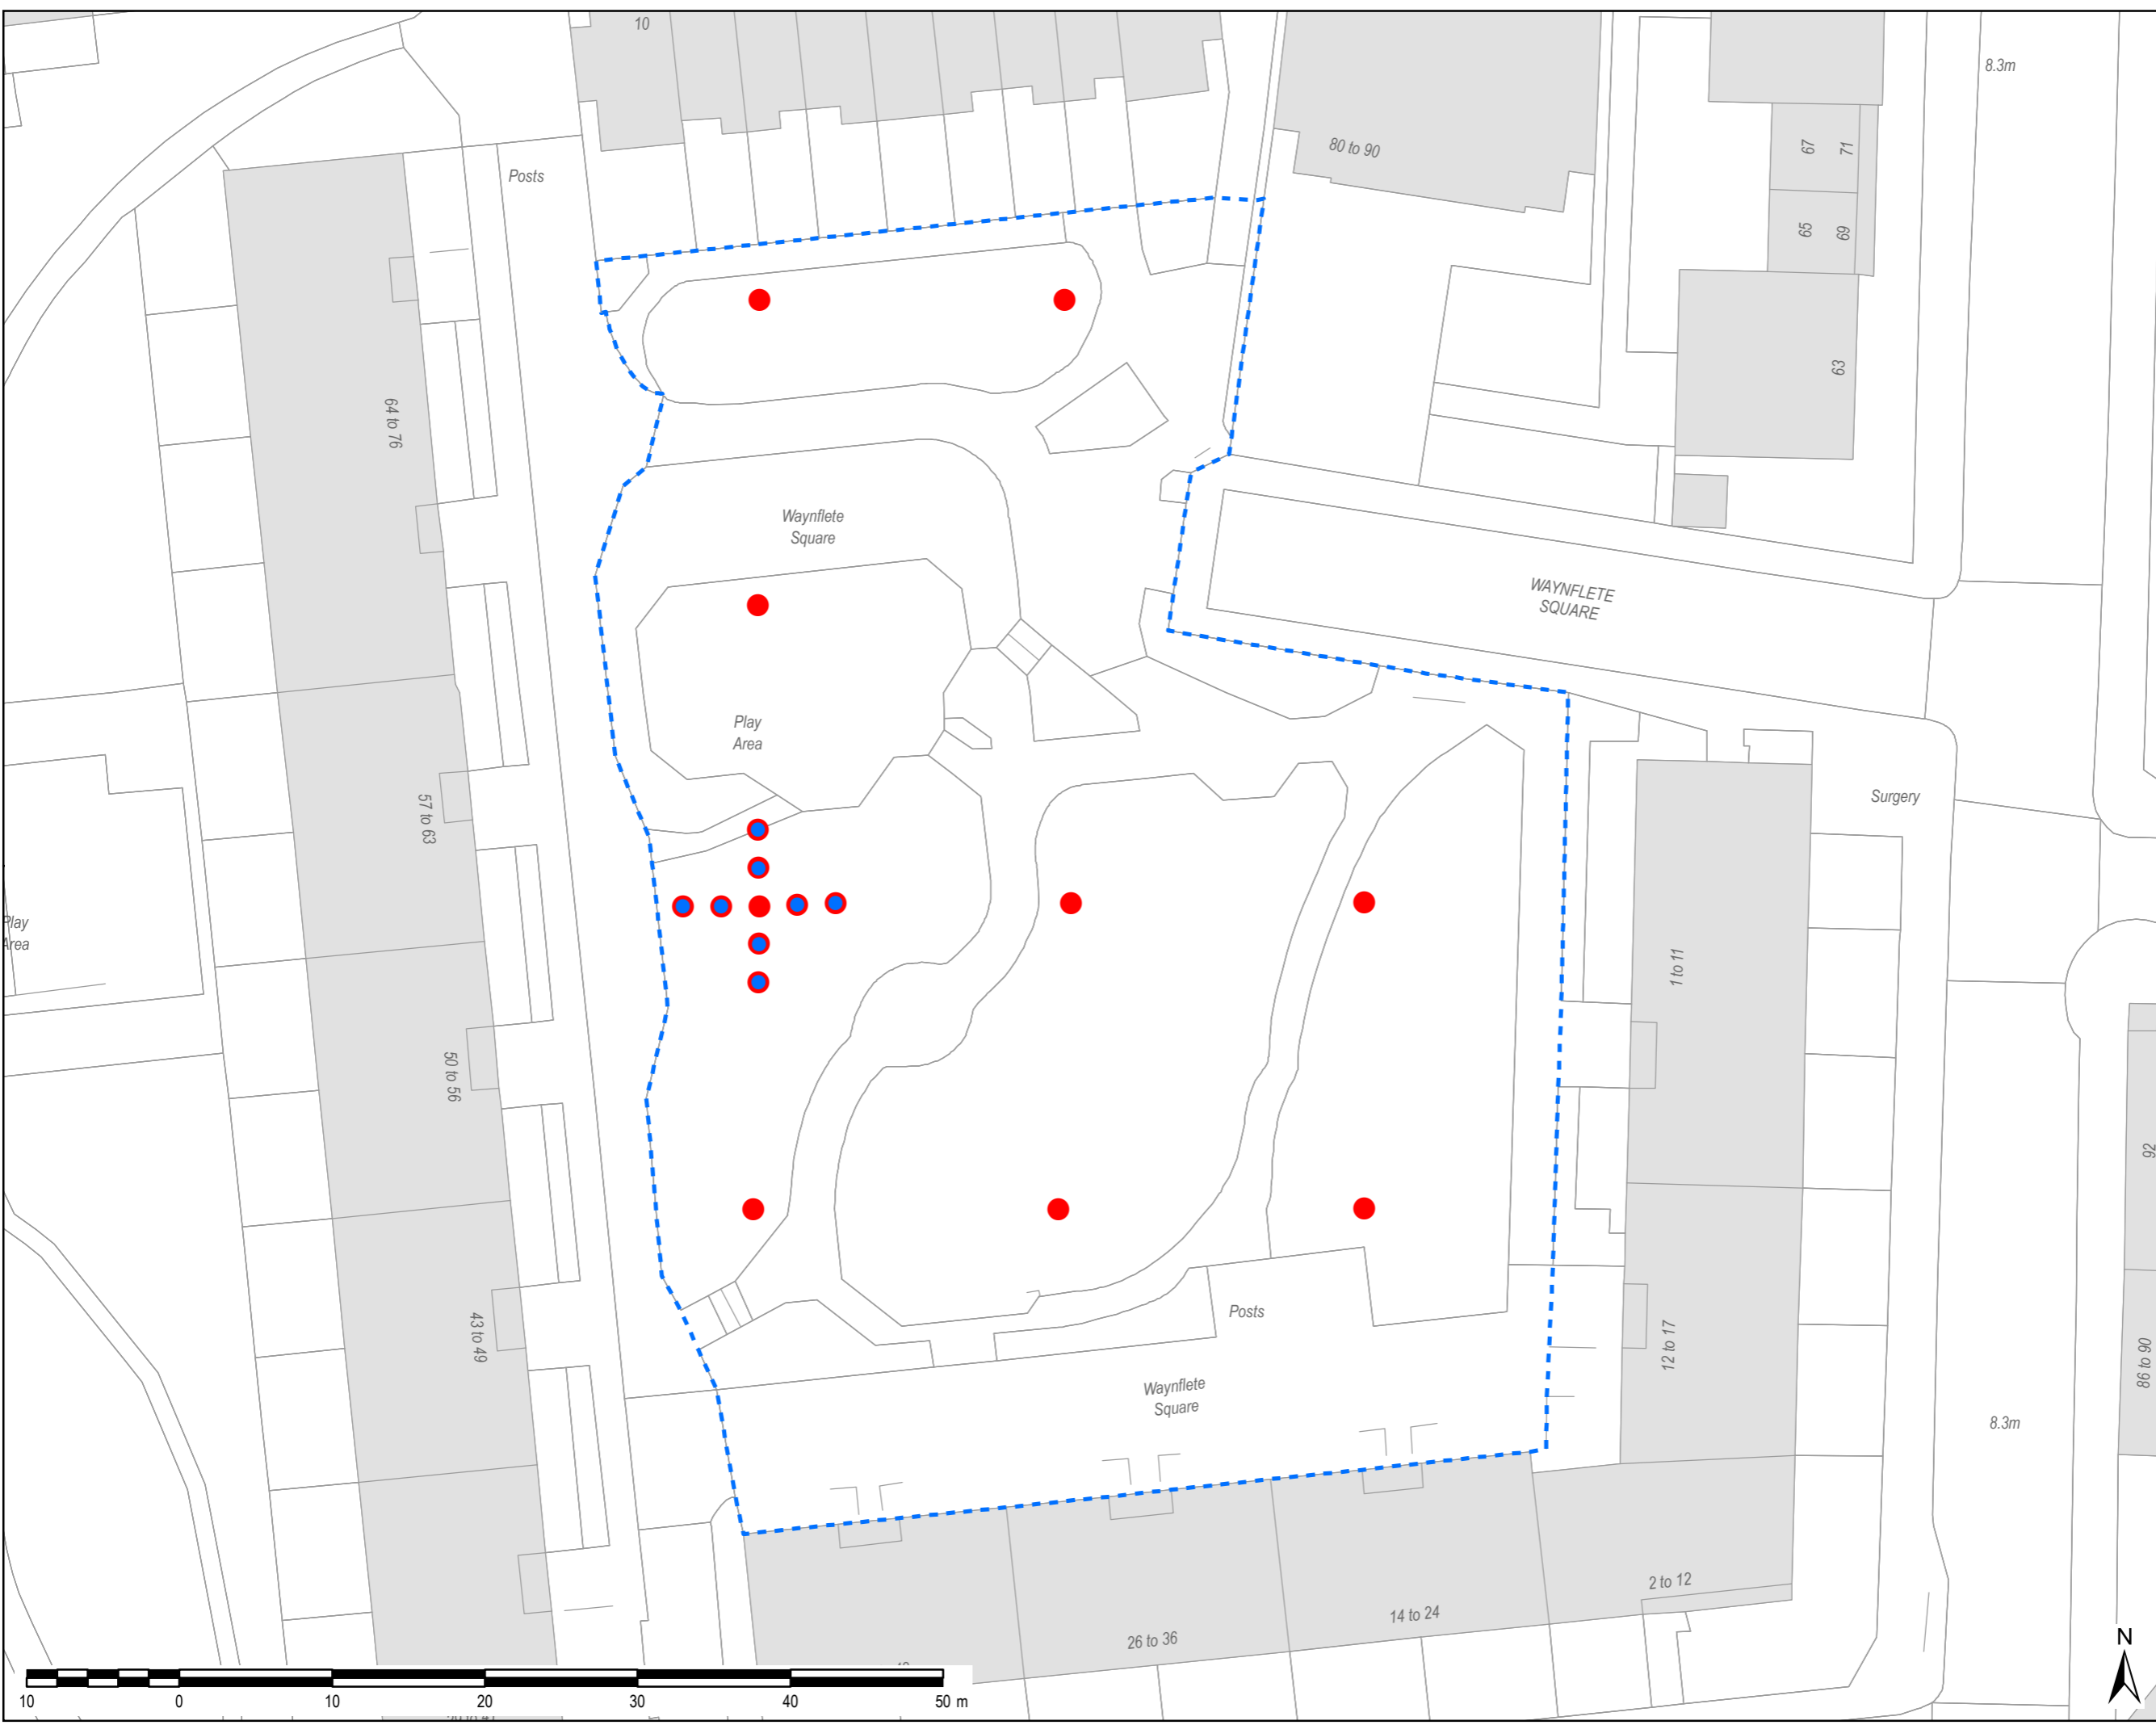 10
8.3m
80 to 90
67
71
Posts
65
69
63
64 to 76
Waynflete
Square
WAYNFLETE
SQUARE
Play
Area
57 to 63
Surgery
Play
Area
1 to 11
50 to 56
92
43 to 49
Posts
12 to 17
86 to 90
Waynflete
Square
8.3m
2 to 12
14 to 24
26 to 36
N
10 0 10 20 30 40 50 m